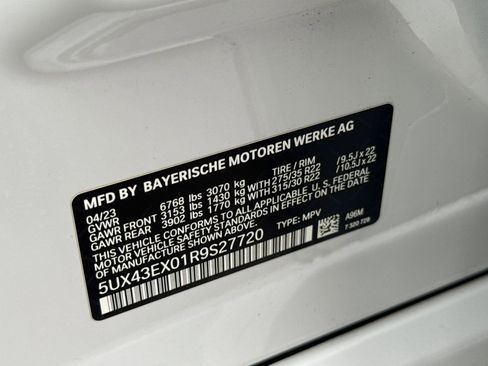 MFD BY BAYERISCHE MOTOREN WERKE AG
04/23 TIRE / RIM
GVWR 6768 lbs 3070 kg
GAWR FRONT 3153 lbs 1430 kg WITH 275/35 R22 / 9.5J x 22
GAWR REAR 3902 lbs 1770 kg WITH 315/30 R22 / 10.5J x 22
THIS VEHICLE CONFORMS TO ALL APPLICABLE U. S. FEDERAL
MOTOR VEHICLE SAFETY STANDARDS IN EFFECT ON THE DATE
OF MANUFACTURE SHOWN ABOVE.
5UX43EX01R9S27720 TYPE: MPV A96M
7 320 726